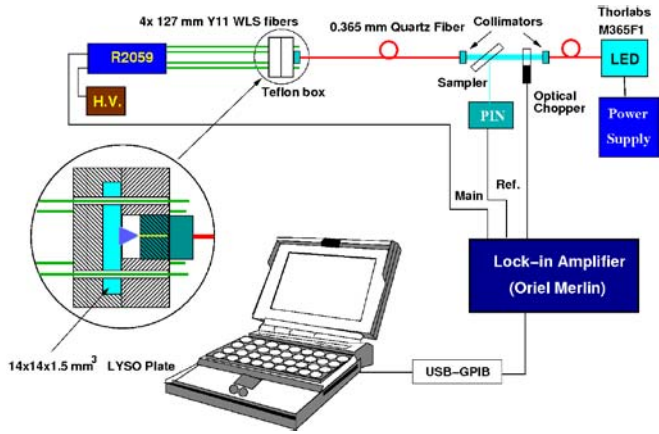 4x 127 mm Y11 WLS fibers
0.365 mm Quartz Fiber
Collimators
Thorlabs
M365F1
R2059
LED
H.V.
Teflon box
Sampler
Optical
Chopper
PIN
Power
Supply
Main
Ref.
Lock-in Amplifier
(Oriel Merlin)
14x14x1.5 mm³ LYSO Plate
USB-GPIB